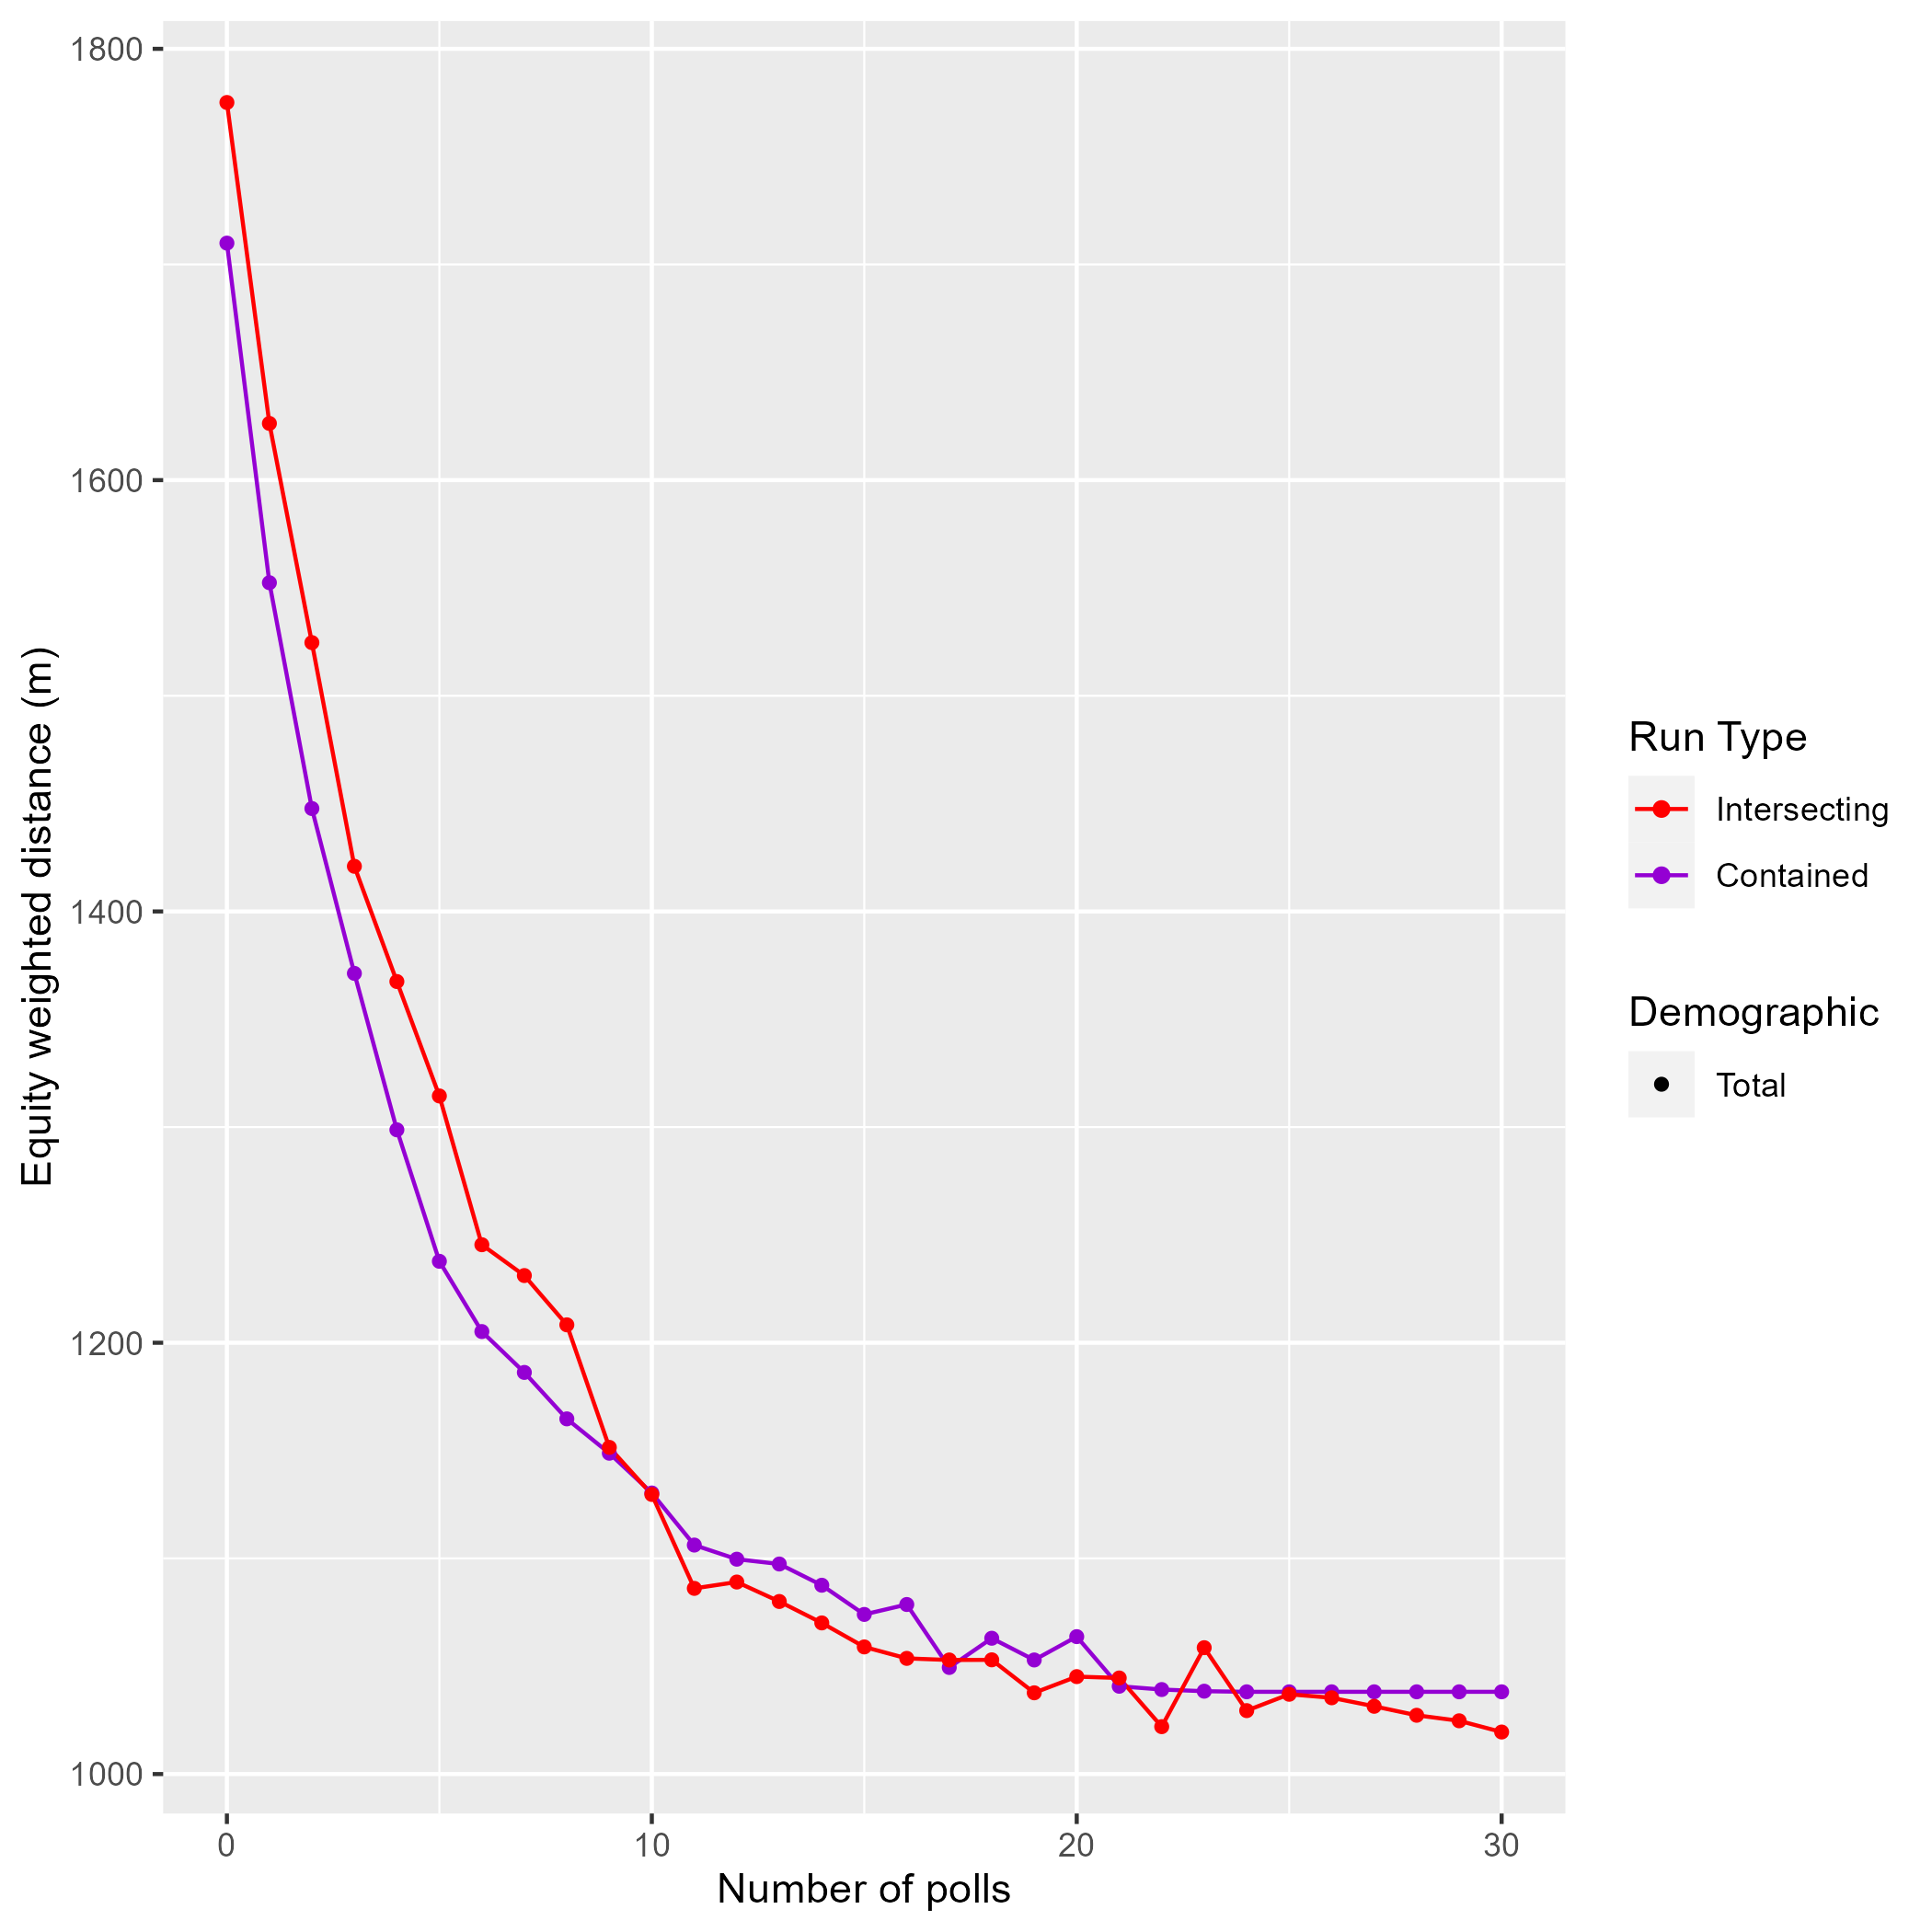 1800
1600
1400
1200
1000
Equity weighted distance (m)
0 10 20 30
Number of polls
Run Type
Intersecting
Contained
Demographic
Total